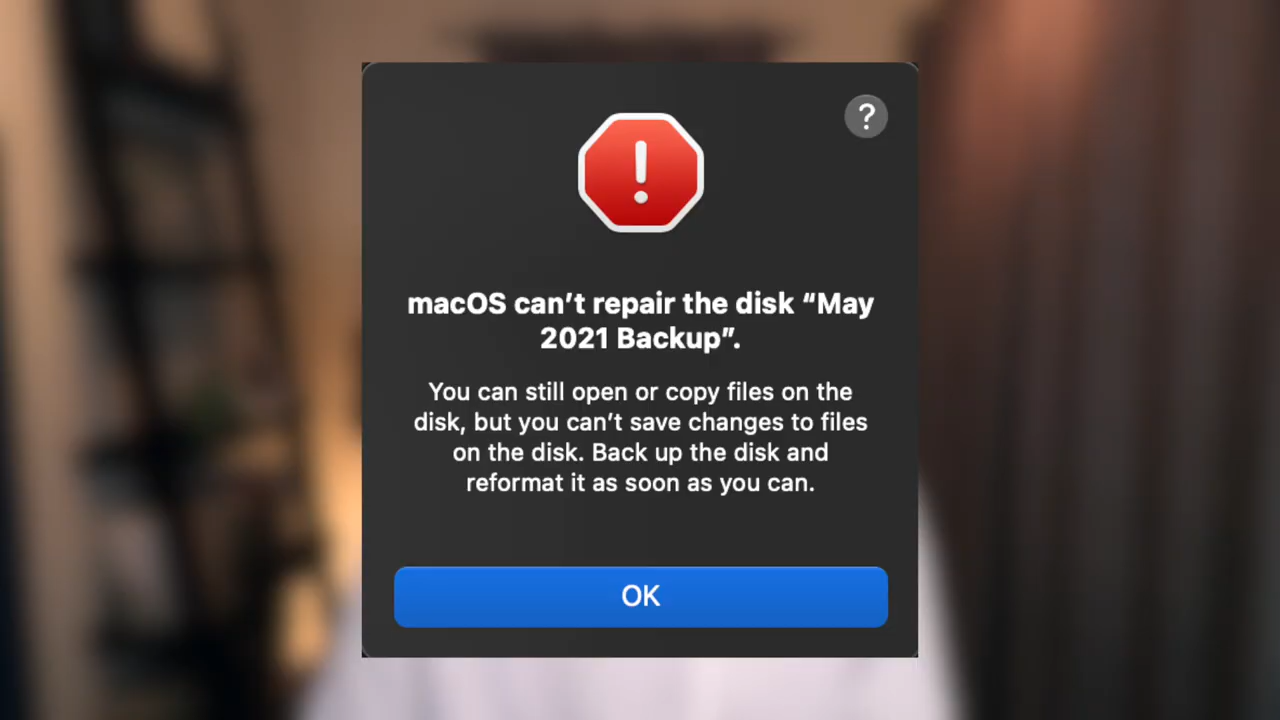 ?
macOS can’t repair the disk “May
2021 Backup”.
You can still open or copy files on the
disk, but you can’t save changes to files
on the disk. Back up the disk and
reformat it as soon as you can.
OK